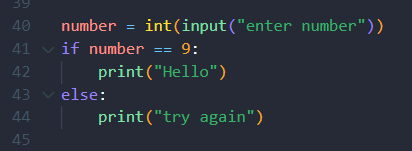 39
40 number = int(input("enter number"))
41 if number == 9:
42     print("Hello")
43 else:
44     print("try again")
45